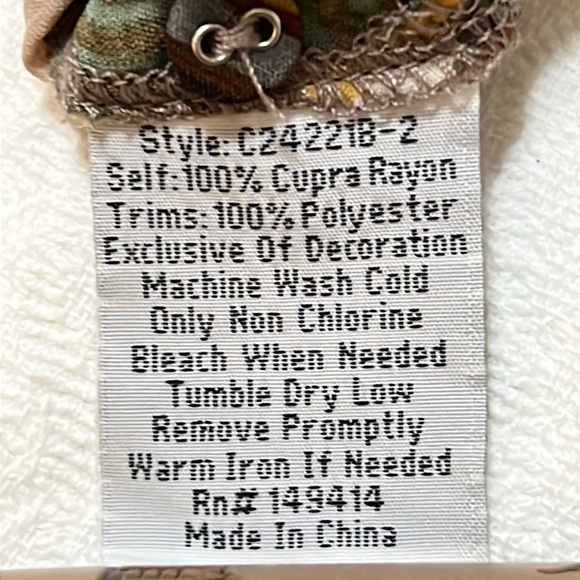 Style: C24221B-2
Self:100% Cupra Rayon
Trims: 100% Polyester
Exclusive Of Decoration
Machine Wash Cold
Only Non Chlorine
Bleach When Needed
Tumble Dry Low
Remove Promptly
Warm Iron If Needed
Rn# 149414
Made In China